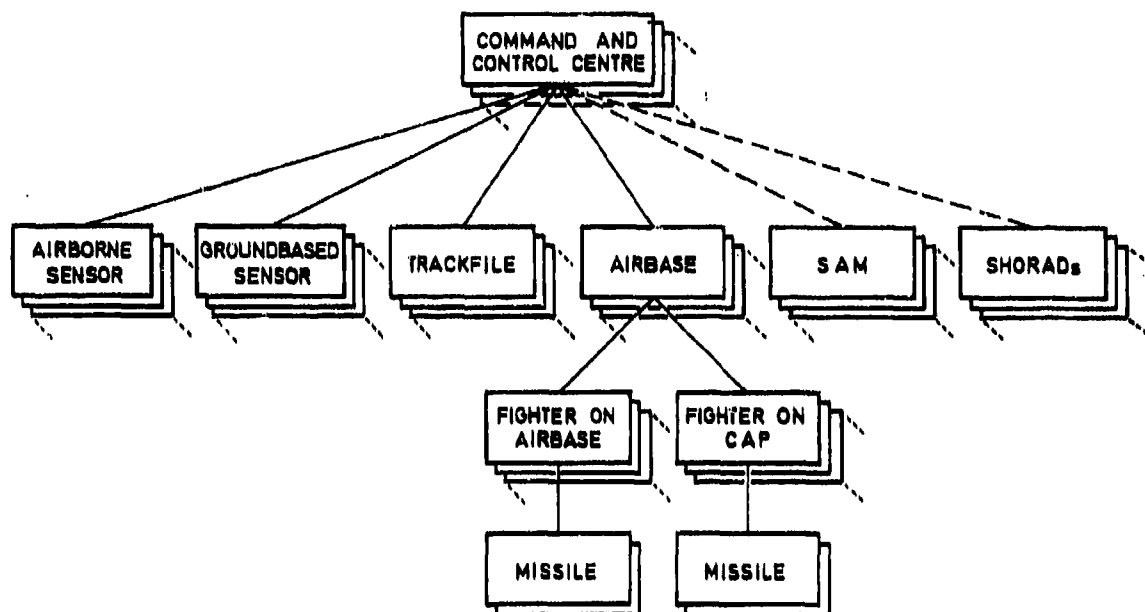 COMMAND AND
CONTROL CENTRE
AIRBORNE
SENSOR
GROUNDBASED
SENSOR
TRACKFILE
AIRBASE
SAM
SHORADs
FIGHTER ON
AIRBASE
FIGHTER ON
CAP
MISSILE
MISSILE